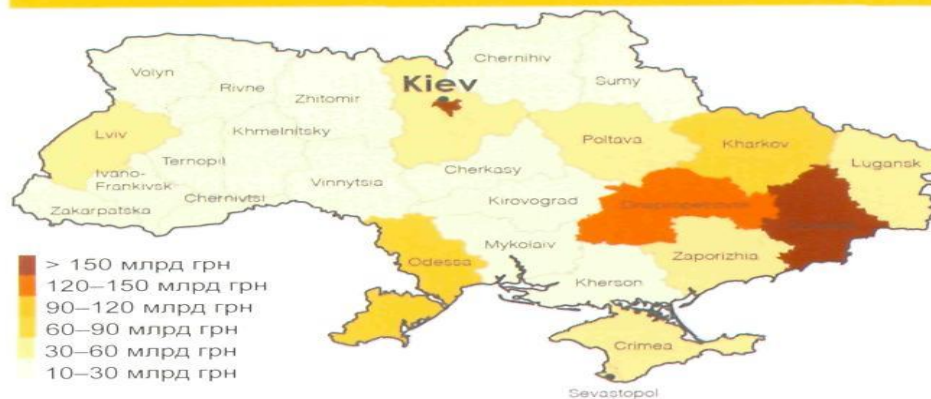 Chernihiv
Volyn
Rivne
Sumy
Kiev
Zhitomir
Lviv
Poltava
Kharkov
Khmelnitsky
Lugansk
Ternopil
Cherkasy
Ivano-
Frankivsk
Vinnytsia
Chernivtsi
Kirovograd
Dnepropetrovsk
Zakarpatska
Mykolaiv
Odessa
Zaporizhia
Kherson
Crimea
Sevastopol
> 150 млрд грн
120–150 млрд грн
90–120 млрд грн
60–90 млрд грн
30–60 млрд грн
10–30 млрд грн